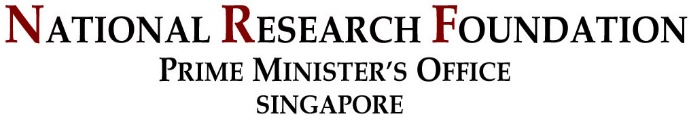 NATIONAL RESEARCH FOUNDATION
PRIME MINISTER'S OFFICE
SINGAPORE